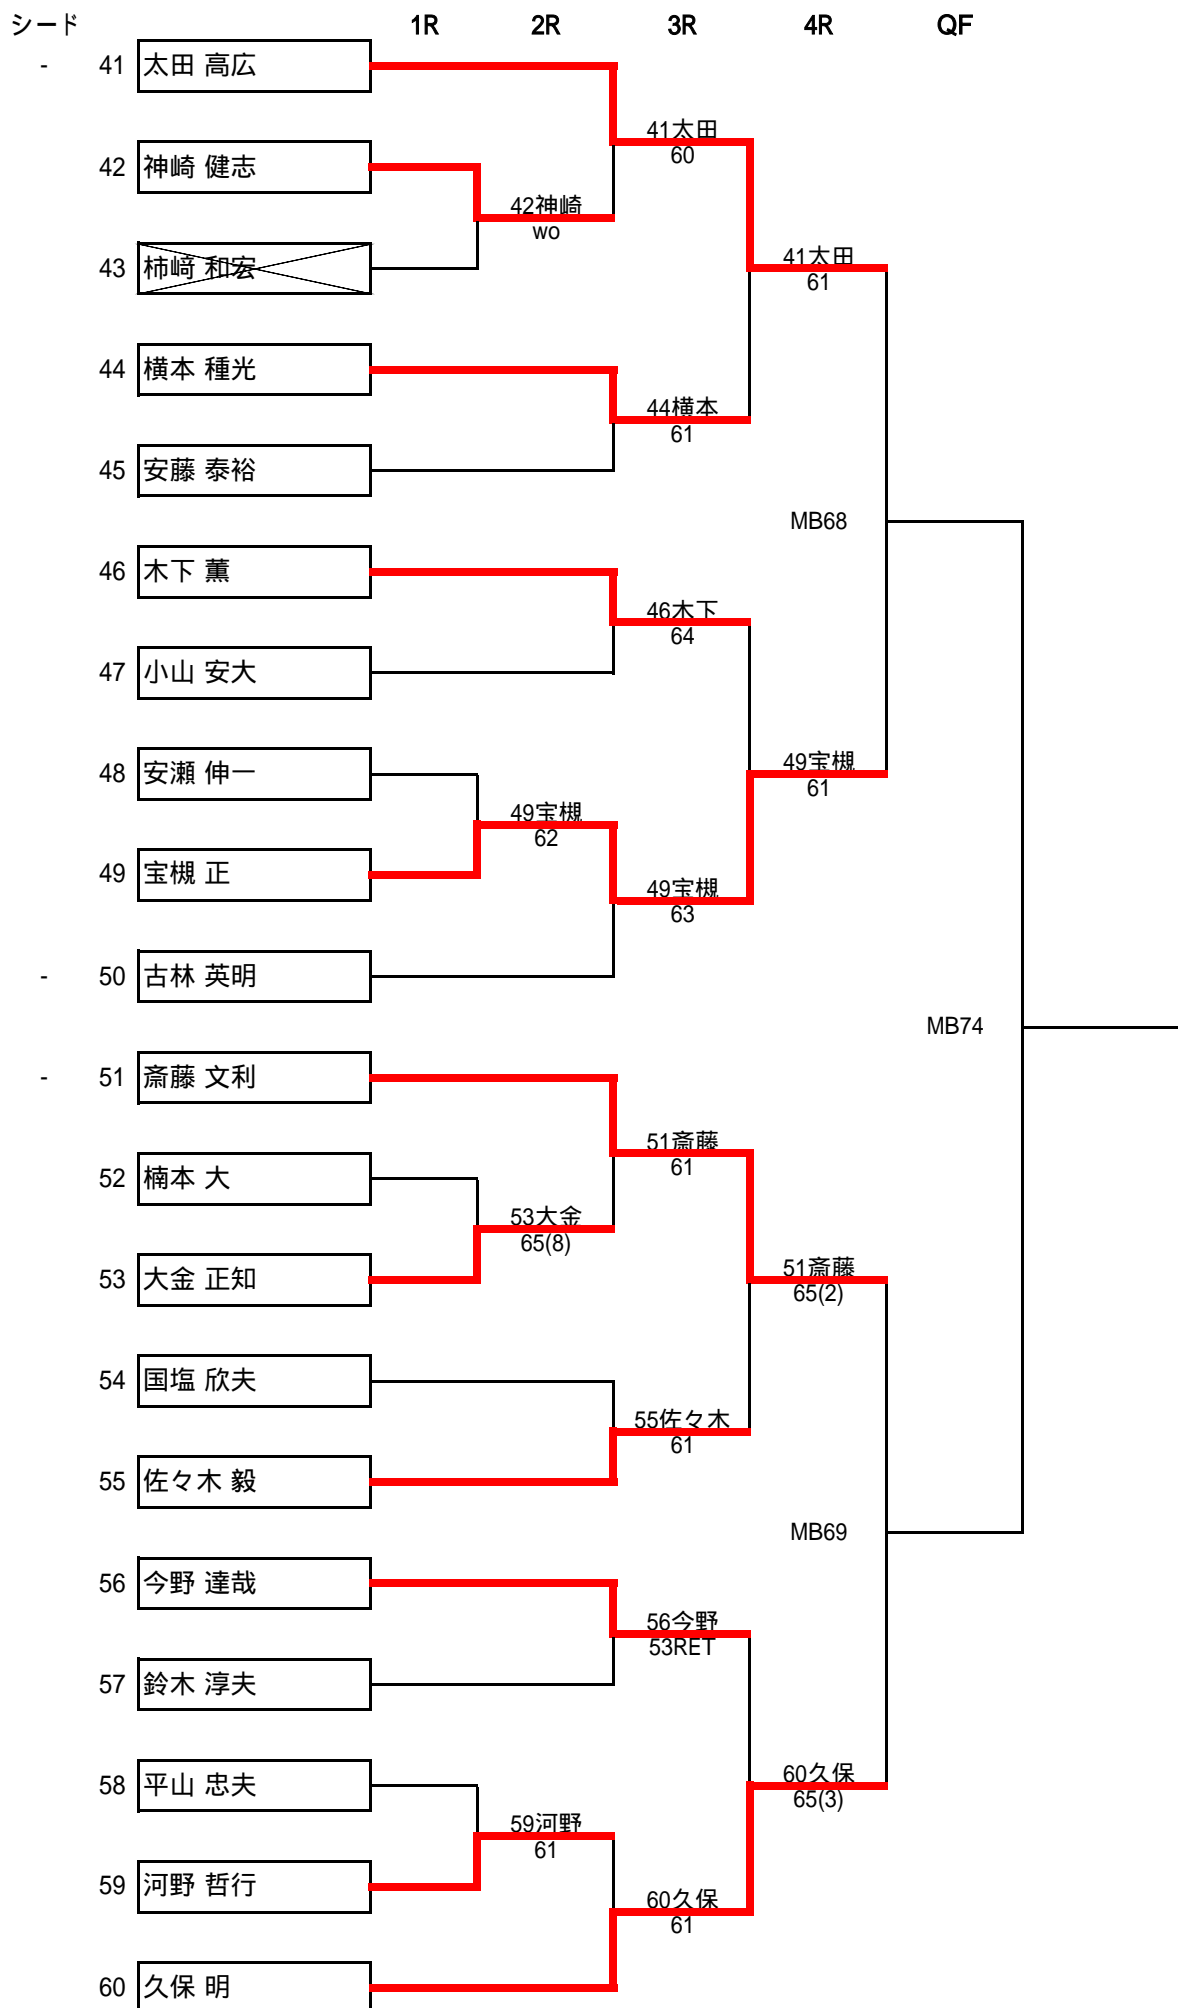 シード 1R 2R 3R 4R QF
- 41 太田 高広
41太田
60
42 神崎 健志
42神崎
wo
43 柿﨑 和宏
41太田
61
44 横本 種光
44横本
61
45 安藤 泰裕
MB68
46 木下 薫
46木下
64
47 小山 安大
48 安瀬 伸一
49宝槻
61
49宝槻
62
49 宝槻 正
49宝槻
63
- 50 古林 英明
MB74
- 51 斎藤 文利
51斎藤
61
52 楠本 大
53大金
65(8)
53 大金 正知
51斎藤
65(2)
54 国塩 欣夫
55佐々木
61
55 佐々木 毅
MB69
56 今野 達哉
56今野
53RET
57 鈴木 淳夫
58 平山 忠夫
60久保
65(3)
59河野
61
59 河野 哲行
60久保
61
60 久保 明